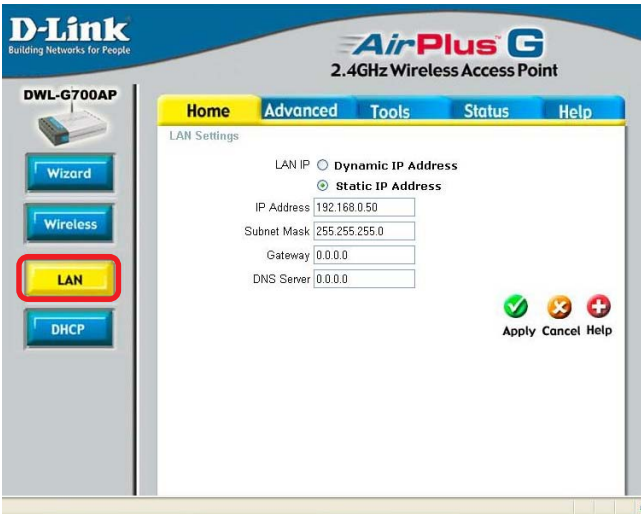 D-Link
Building Networks for People
AirPlus G
2.4GHz Wireless Access Point
DWL-G700AP
Home Advanced Tools Status Help
LAN Settings
Wizard
Wireless
LAN
DHCP
LAN IP Dynamic IP Address
Static IP Address
IP Address 192.168.0.50
Subnet Mask 255.255.255.0
Gateway 0.0.0.0
DNS Server 0.0.0.0
Apply Cancel Help